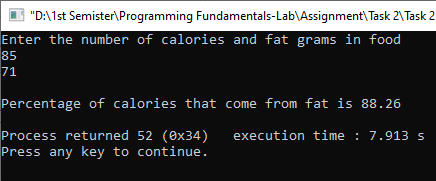 "D:\1st Semister\Programming Fundamentals-Lab\Assignment\Task 2\Task 2
Enter the number of calories and fat grams in food
85
71
Percentage of calories that come from fat is 88.26
Process returned 52 (0x34)   execution time : 7.913 s
Press any key to continue.